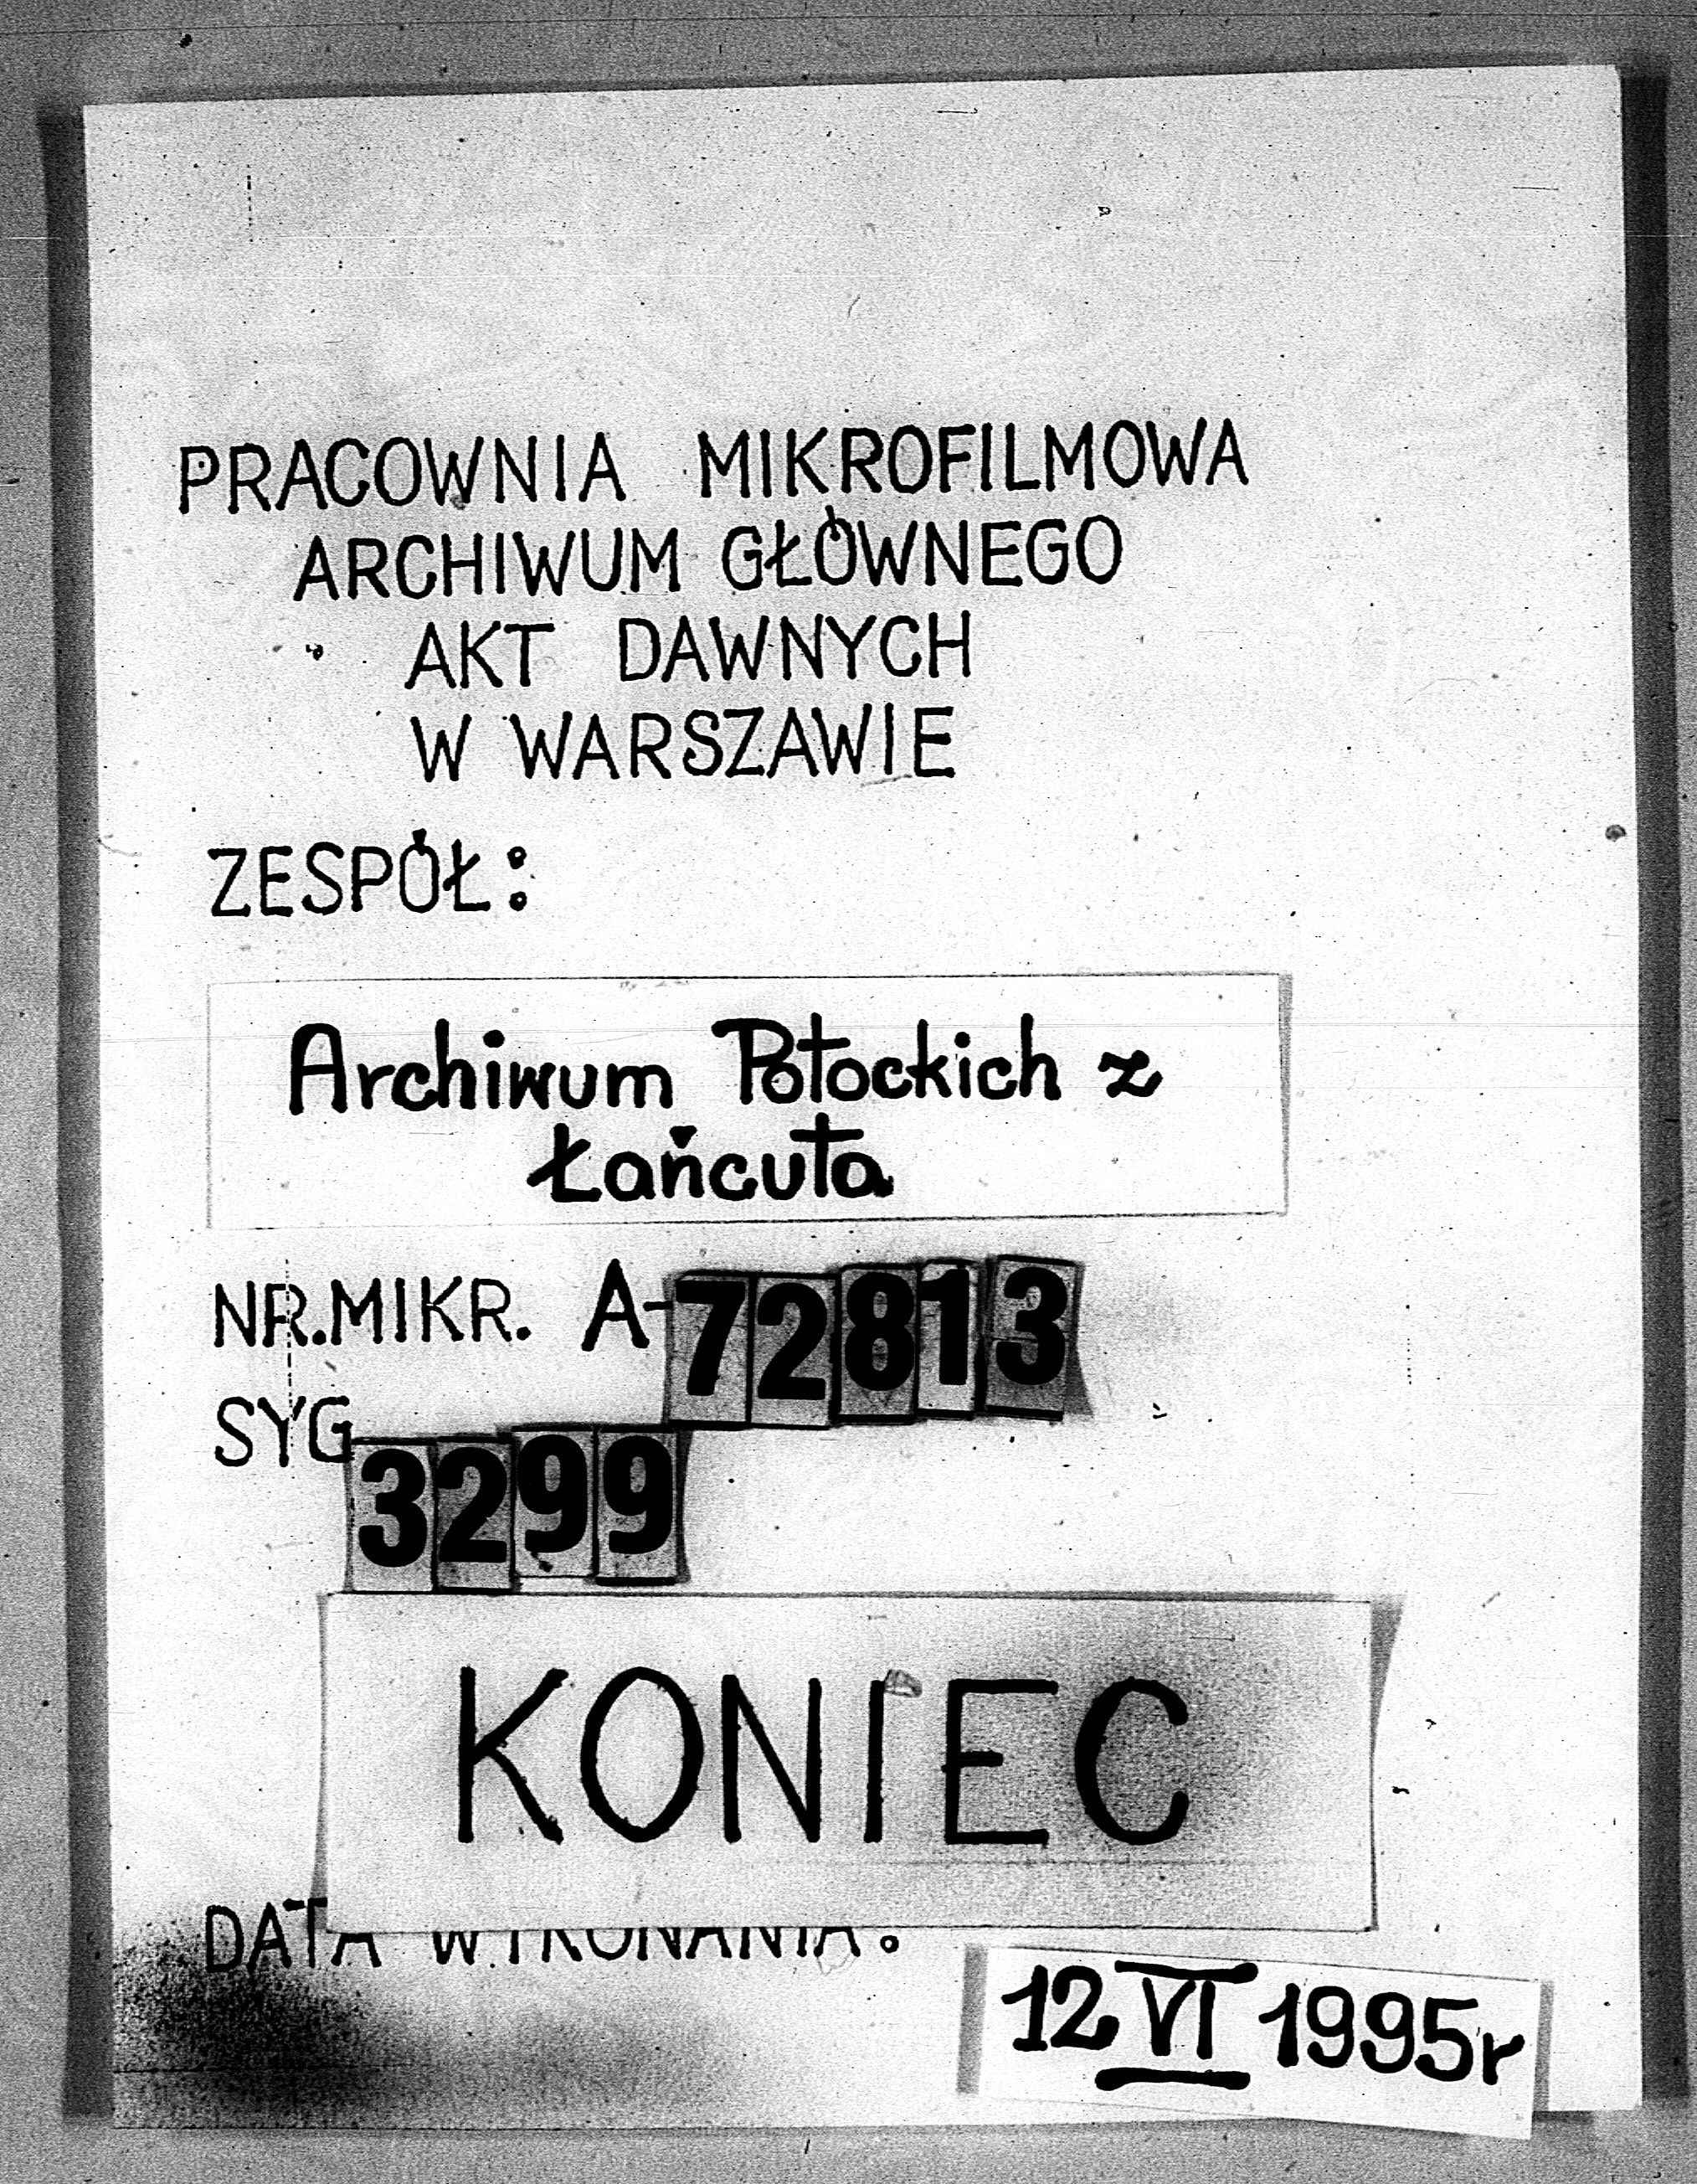 PRACOWNIA MIKROFILMOWA
ARCHIWUM GŁÓWNEGO
AKT DAWNYCH
W WARSZAWIE
ZESPÓŁ:
Archiwum Potockich z
Łańcuta
NR.MIKR. A-72813
SYG 3299
KONIEC
DATA WYKONANIA:
12 VI 1995r